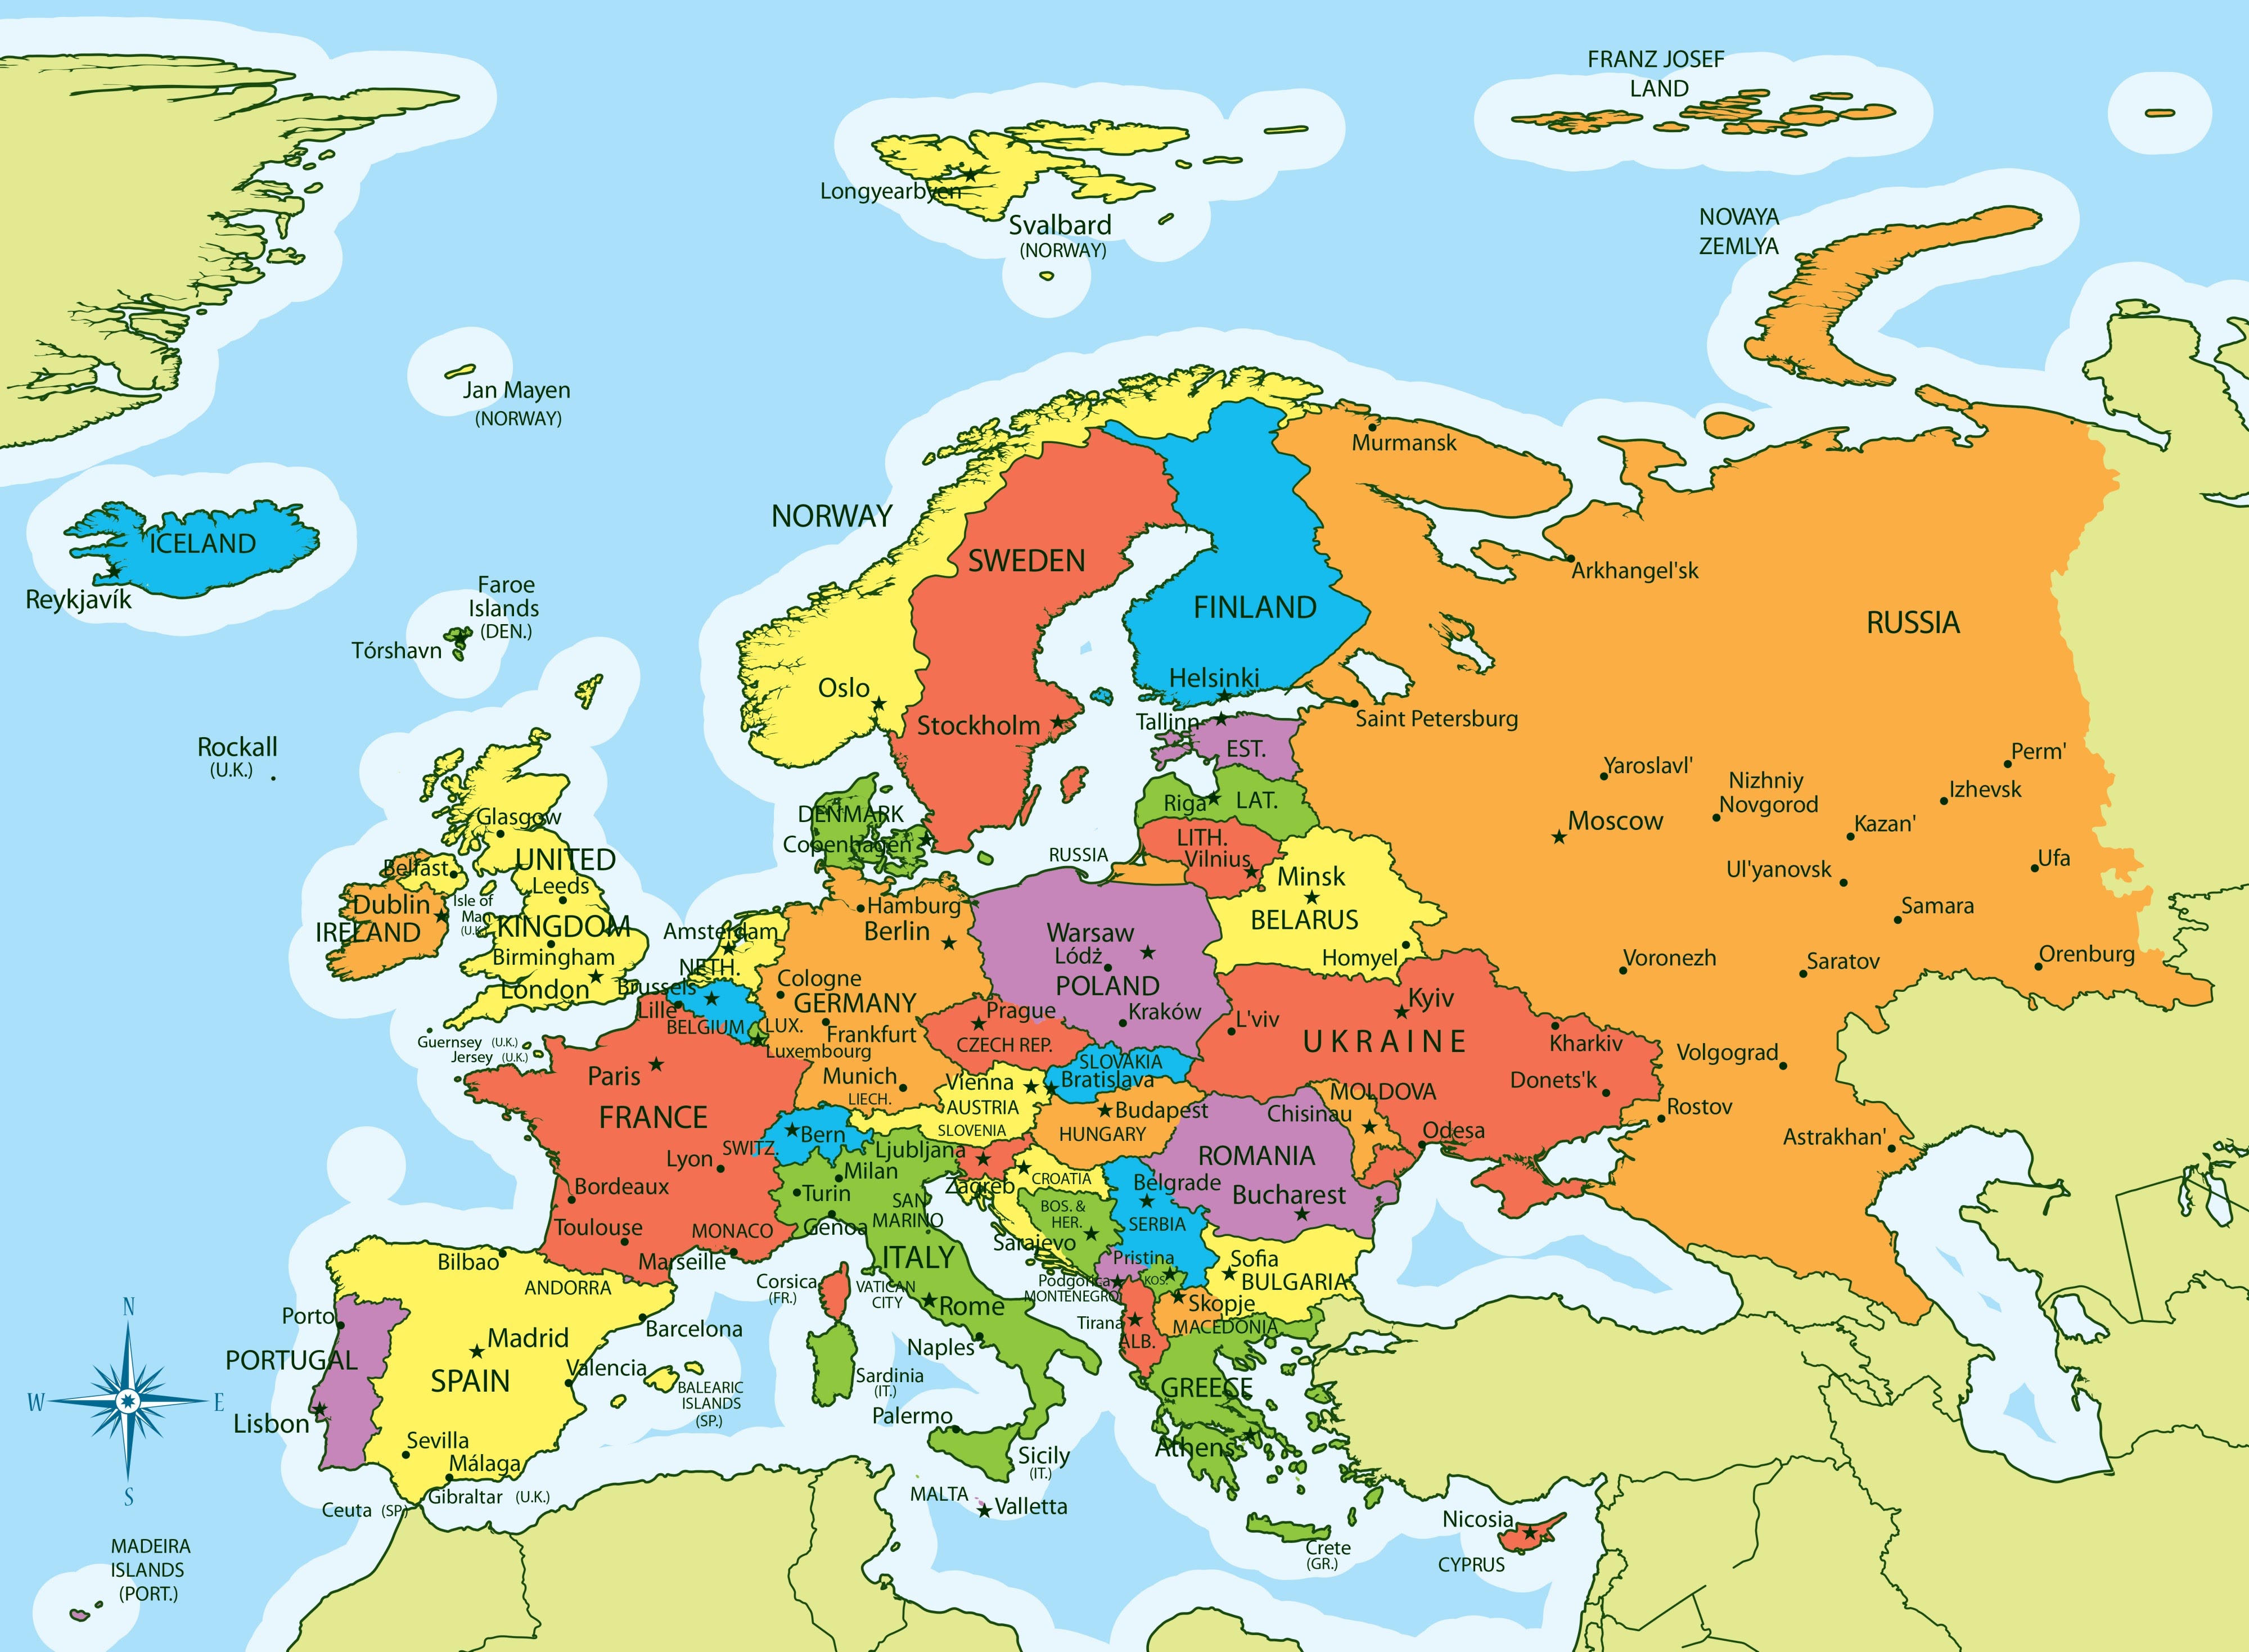 FRANZ JOSEF
LAND
Longyearbyen
Svalbard
(NORWAY)
NOVAYA
ZEMLYA
Jan Mayen
(NORWAY)
Murmansk
NORWAY
ICELAND
Reykjavík
SWEDEN
Arkhangel'sk
Faroe
Islands
(DEN.)
Tórshavn
FINLAND
RUSSIA
Helsinki
Oslo
Stockholm
Tallinn
Saint Petersburg
EST.
Rockall
(U.K.)
Perm'
Yaroslavl'
Nizhniy
Novgorod
Izhevsk
Riga
LAT.
DENMARK
Copenhagen
Glasgow
Moscow
Kazan'
LITH.
Vilnius
RUSSIA
UNITED
KINGDOM
Belfast
Leeds
Ufa
Ul'yanovsk
Minsk
BELARUS
Homyel
Dublin
IRELAND
Isle of
Man
(U.K.)
Hamburg
Berlin
Samara
Amsterdam
NETH.
Warsaw
Lódż
POLAND
Kraków
Birmingham
London
Voronezh
Saratov
Orenburg
Brussels
Lille
BELGIUM
Cologne
GERMANY
Frankfurt
LUX.
Luxembourg
Prague
CZECH REP.
L'viv
Kyiv
UKRAINE
Kharkiv
Guernsey (U.K.)
Jersey (U.K.)
Volgograd
SLOVAKIA
Bratislava
Paris
FRANCE
Munich
LIECH.
Vienna
AUSTRIA
Donets'k
MOLDOVA
Chisinau
Rostov
Budapest
HUNGARY
SLOVENIA
Odesa
Astrakhan'
Bern
SWITZ.
Ljubljana
Lyon
Milan
ROMANIA
Bucharest
Zagreb
CROATIA
Belgrade
SERBIA
Bordeaux
Turin
SAN
MARINO
Genoa
BOS. &
HER.
Sarajevo
Toulouse
MONACO
Marseille
ITALY
Bilbao
ANDORRA
Pristina
KOS.
Sofia
BULGARIA
Corsica
(FR.)
VATICAN
CITY
Rome
Podgorica
MONTENEGRO
Skopje
MACEDONIA
N
Porto
Barcelona
Tirana
ALB.
Madrid
SPAIN
Naples
PORTUGAL
Valencia
Sardinia
(IT.)
GREECE
W
E
BALEARIC
ISLANDS
(SP.)
Lisbon
Palermo
Athens
Sevilla
Málaga
Sicily
(IT.)
S
Gibraltar (U.K.)
Ceuta (SP)
MALTA
Valletta
Nicosia
CYPRUS
Crete
(GR.)
MADEIRA
ISLANDS
(PORT.)